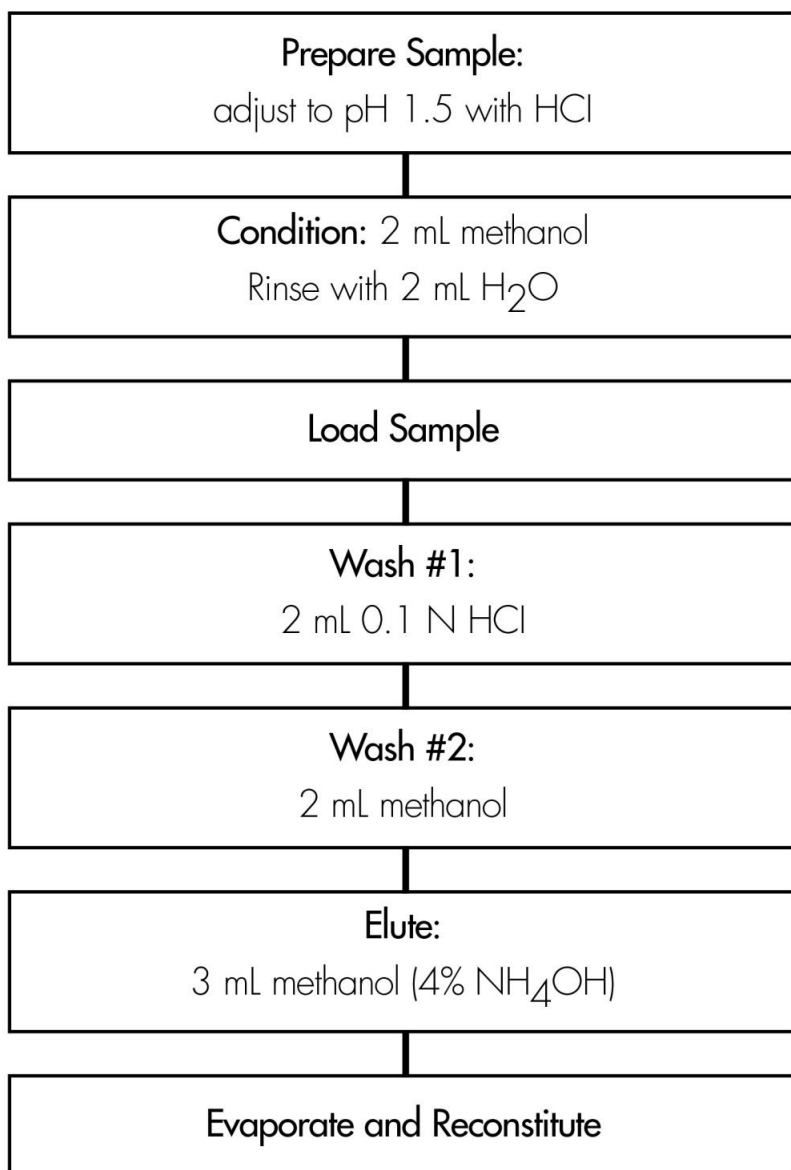 Prepare Sample:
adjust to pH 1.5 with HCl
Condition: 2 mL methanol
Rinse with 2 mL H₂O
Load Sample
Wash #1:
2 mL 0.1 N HCl
Wash #2:
2 mL methanol
Elute:
3 mL methanol (4% NH₄OH)
Evaporate and Reconstitute